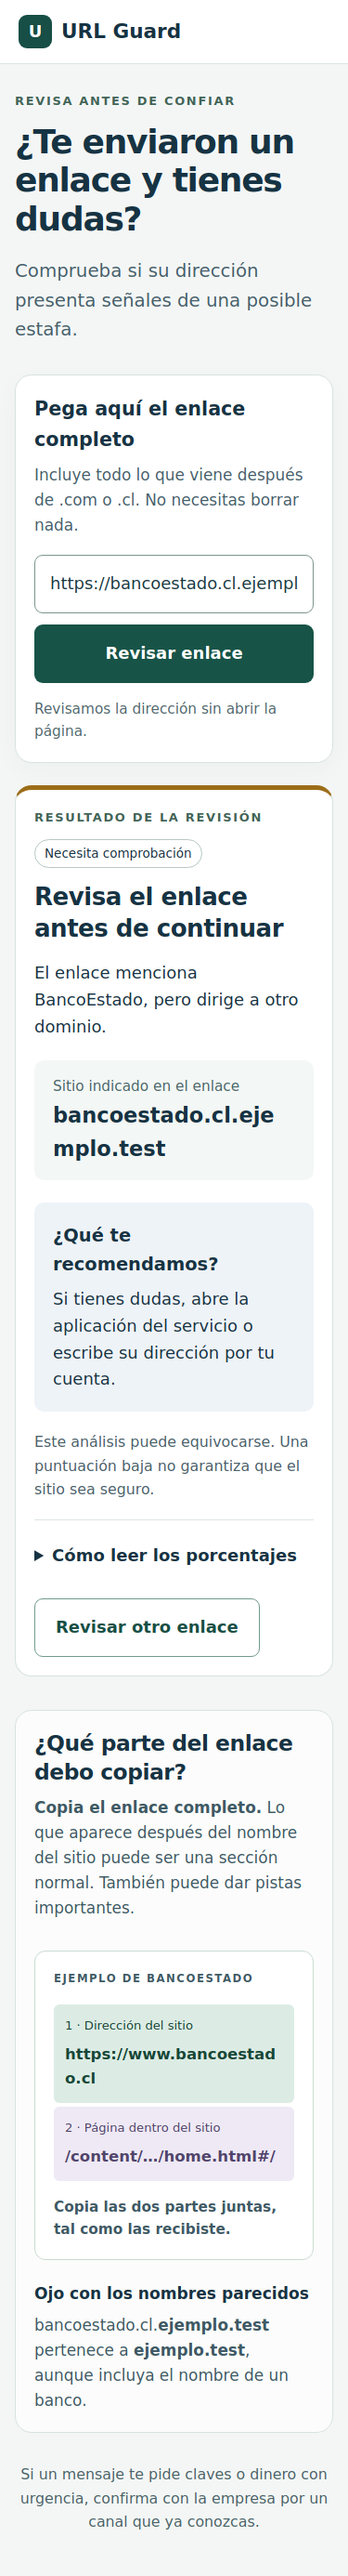 U URL Guard
REVISA ANTES DE CONFIAR
¿Te enviaron un
enlace y tienes
dudas?
Comprueba si su dirección
presenta señales de una posible
estafa.
Pega aquí el enlace
completo
Incluye todo lo que viene después
de .com o .cl. No necesitas borrar
nada.
https://bancoestado.cl.ejempl
Revisar enlace
Revisamos la dirección sin abrir la
página.
RESULTADO DE LA REVISIÓN
Necesita comprobación
Revisa el enlace
antes de continuar
El enlace menciona
BancoEstado, pero dirige a otro
dominio.
Sitio indicado en el enlace
bancoestado.cl.eje
mplo.test
¿Qué te
recomendamos?
Si tienes dudas, abre la
aplicación del servicio o
escribe su dirección por tu
cuenta.
Este análisis puede equivocarse. Una
puntuación baja no garantiza que el
sitio sea seguro.
Cómo leer los porcentajes
Revisar otro enlace
¿Qué parte del enlace
debo copiar?
Copia el enlace completo. Lo
que aparece después del nombre
del sitio puede ser una sección
normal. También puede dar pistas
importantes.
EJEMPLO DE BANCOESTADO
1 · Dirección del sitio
https://www.bancoestad
o.cl
2 · Página dentro del sitio
/content/…/home.html#/
Copia las dos partes juntas,
tal como las recibiste.
Ojo con los nombres parecidos
bancoestado.cl.ejemplo.test
pertenece a ejemplo.test,
aunque incluya el nombre de un
banco.
Si un mensaje te pide claves o dinero con
urgencia, confirma con la empresa por un
canal que ya conozcas.